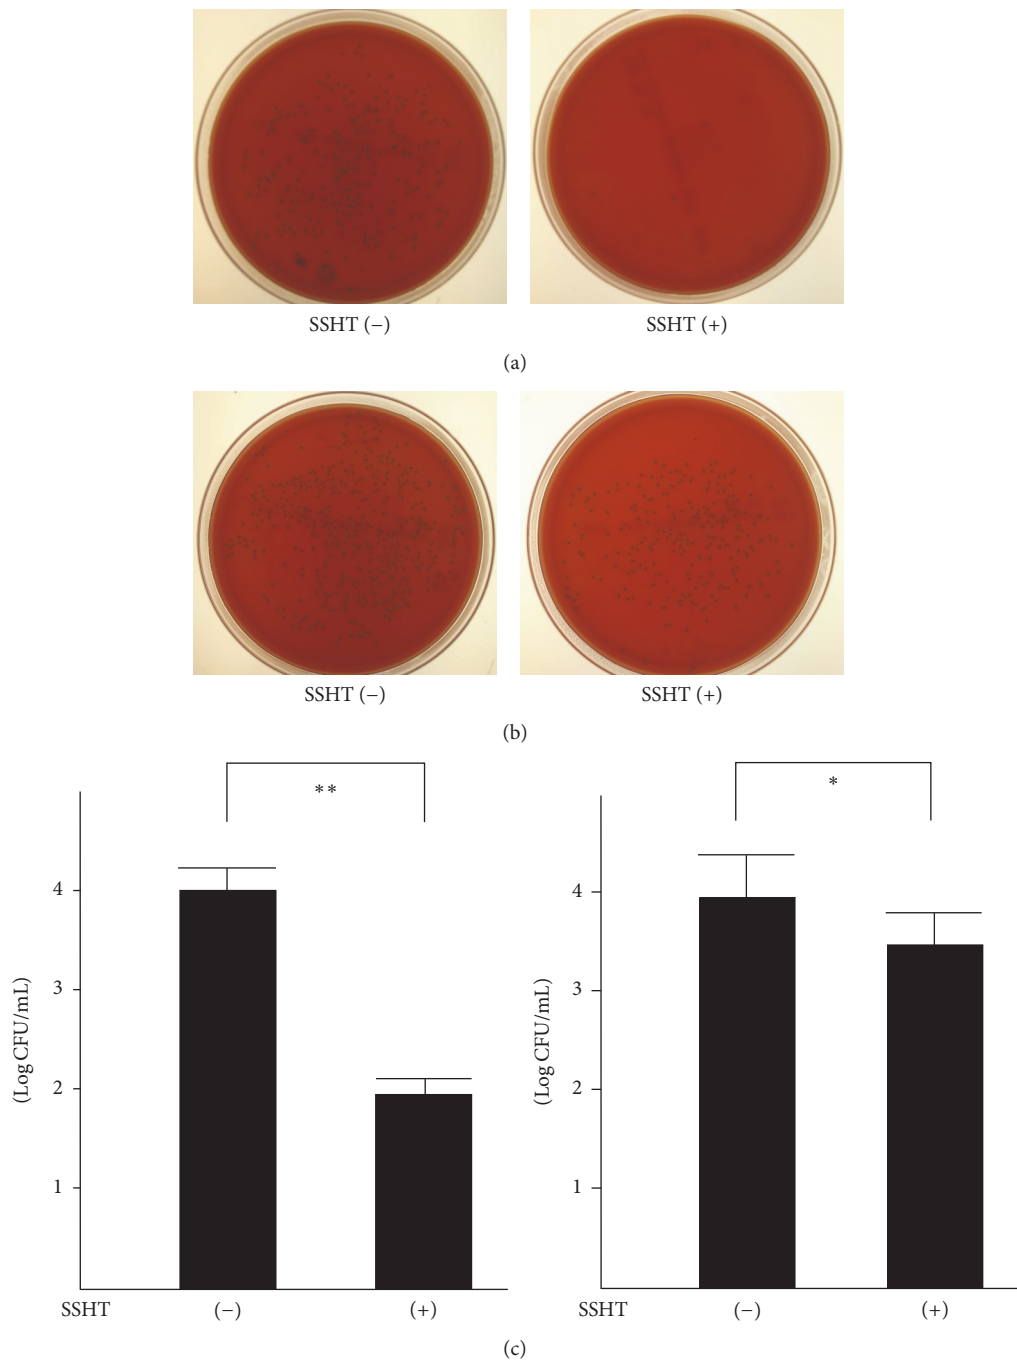 SSHT (−) SSHT (+)
(a)
SSHT (−) SSHT (+)
(b)
** *
4 4
3 3
2 2
1 1
(Log CFU/mL) (Log CFU/mL)
SSHT (−) (+) SSHT (−) (+)
(c)